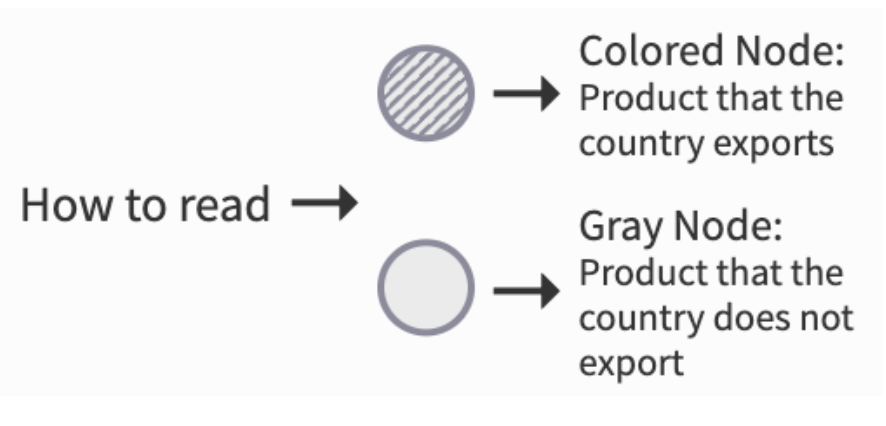 How to read
Colored Node:
Product that the
country exports
Gray Node:
Product that the
country does not
export